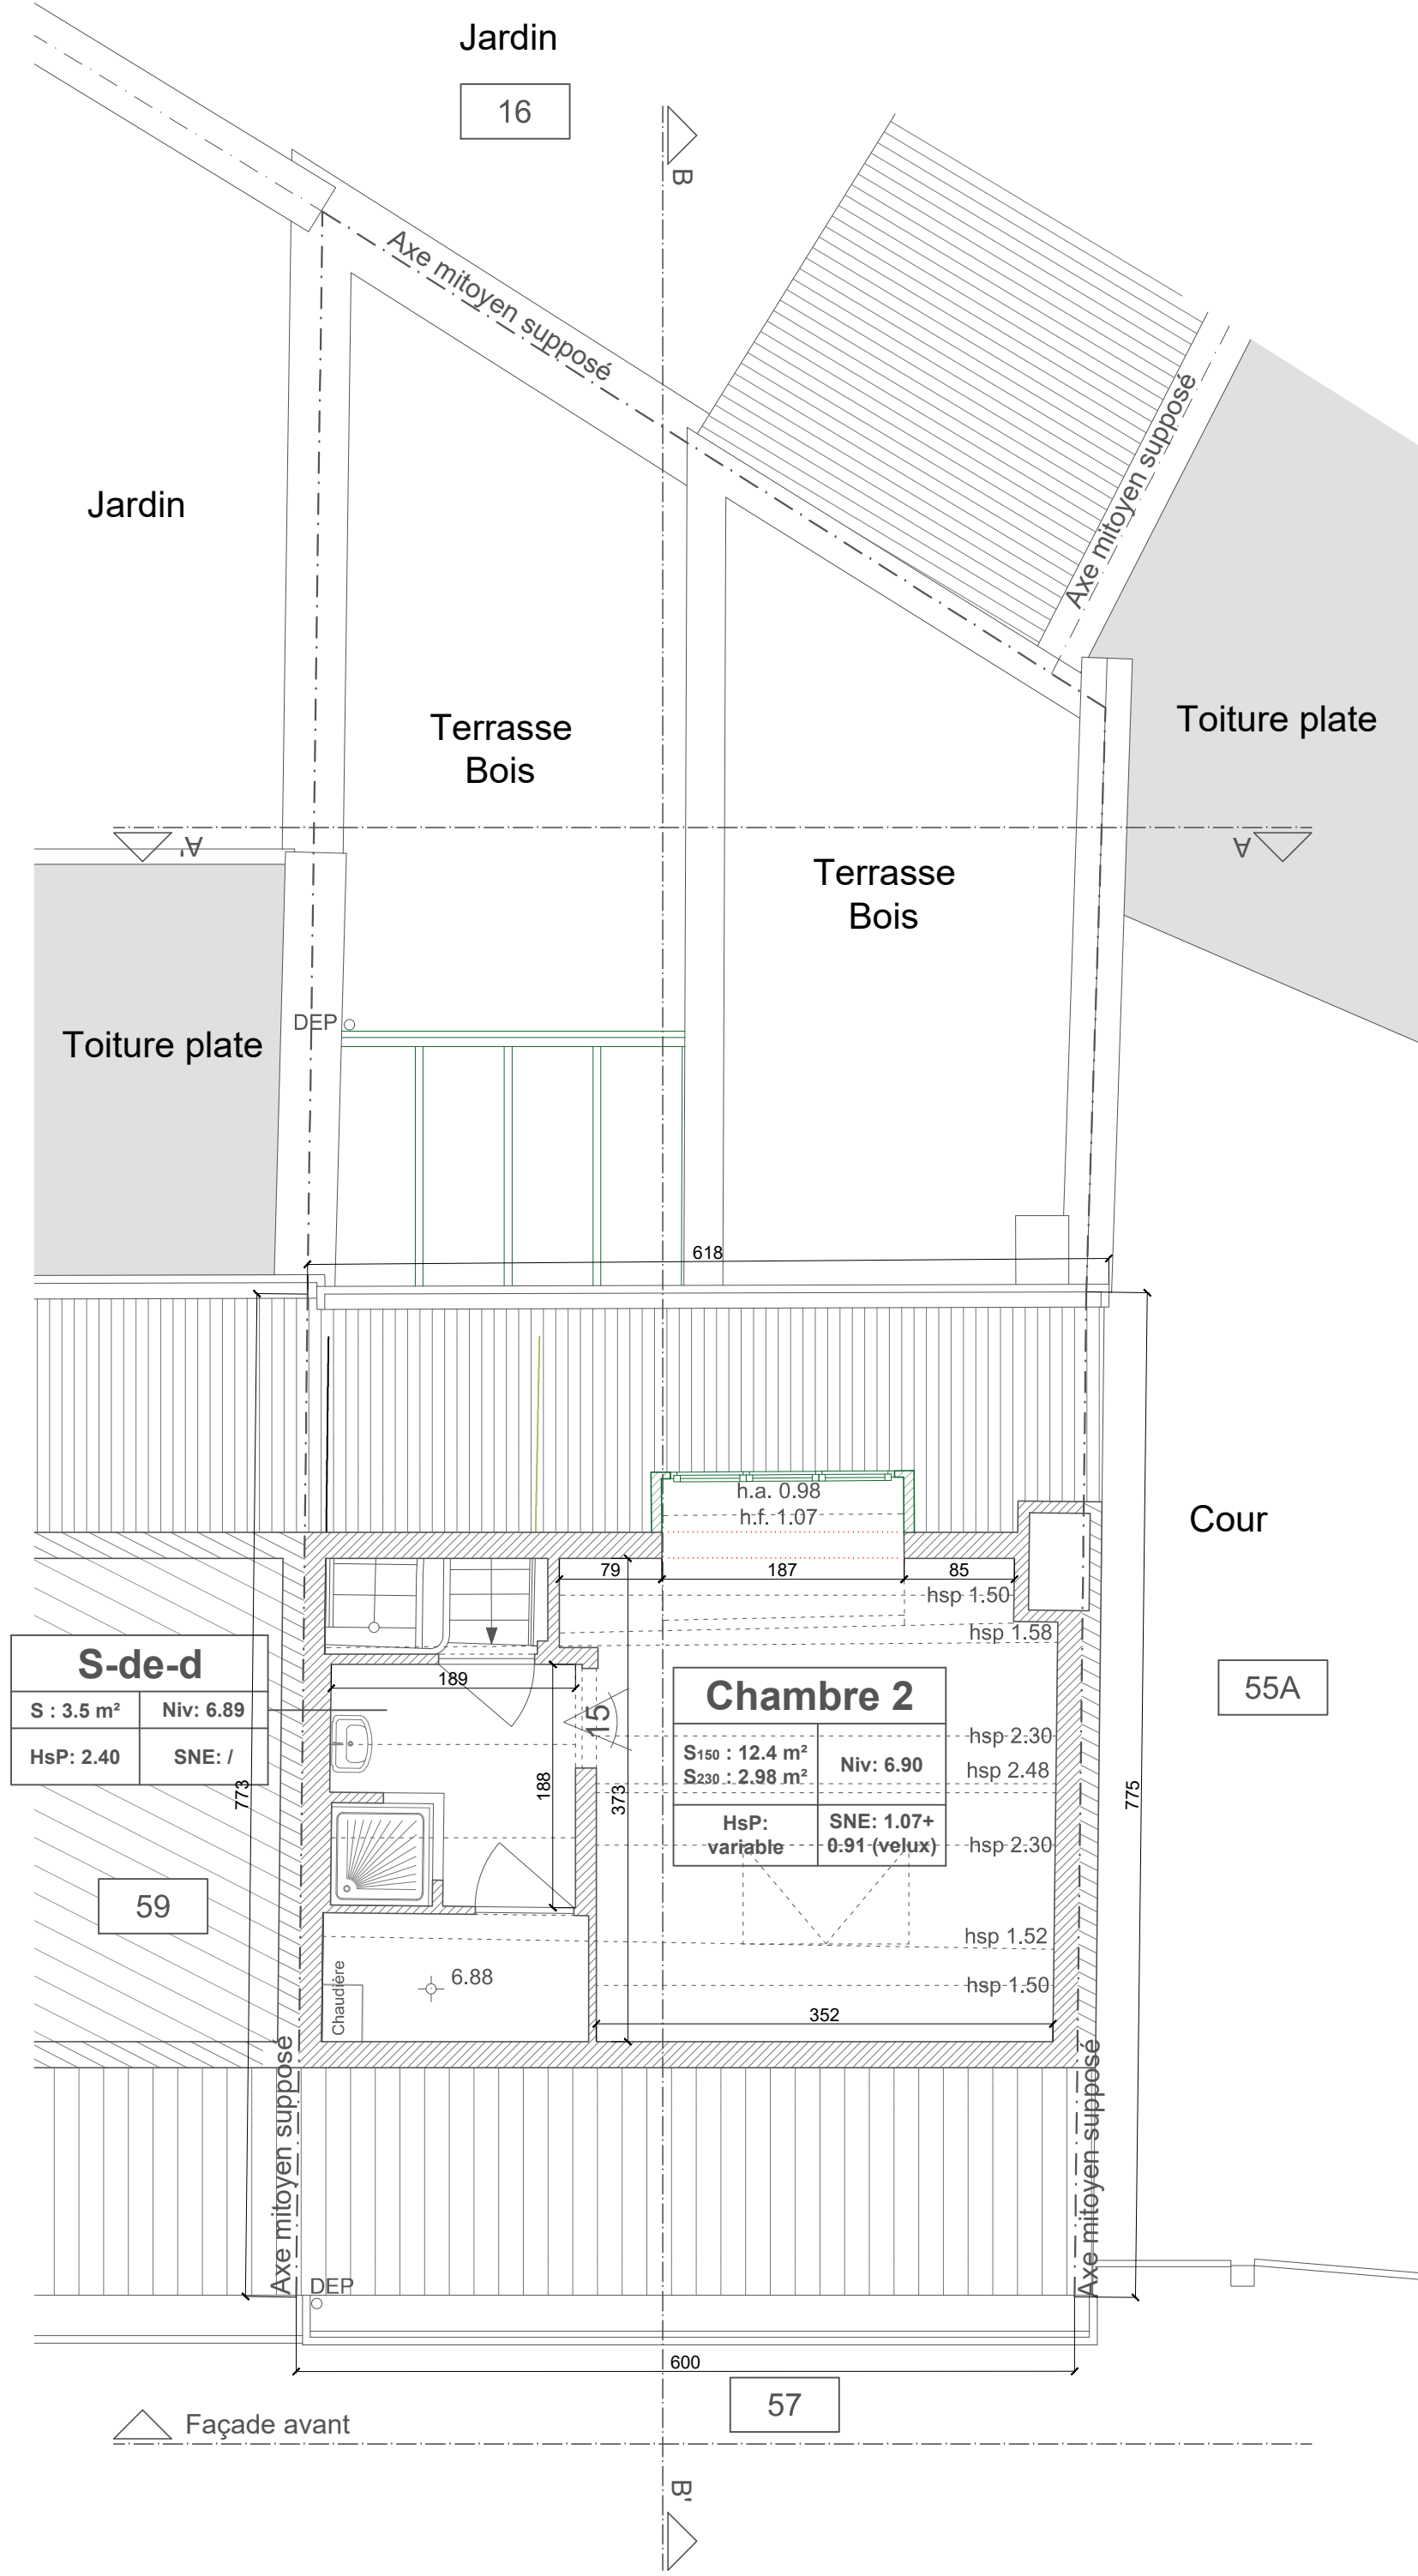 Jardin
16
B
Axe mitoyen supposé
Axe mitoyen supposé
Jardin
Terrasse
Bois
Toiture plate
A'
A
Terrasse
Bois
DEP
Toiture plate
618
h.a. 0.98
h.f. 1.07
Cour
79
187
85
hsp 1.50
hsp 1.58
S-de-d
S : 3.5 m²
Niv: 6.89
HsP: 2.40
SNE: /
189
15
Chambre 2
S150 : 12.4 m²
S230 : 2.98 m²
Niv: 6.90
HsP:
variable
SNE: 1.07+
0.91 (velux)
55A
hsp 2.30
hsp 2.48
773
188
373
775
hsp 2.30
59
hsp 1.52
6.88
Chaudière
hsp 1.50
352
Axe mitoyen supposé
Axe mitoyen supposé
DEP
600
57
Façade avant
B'